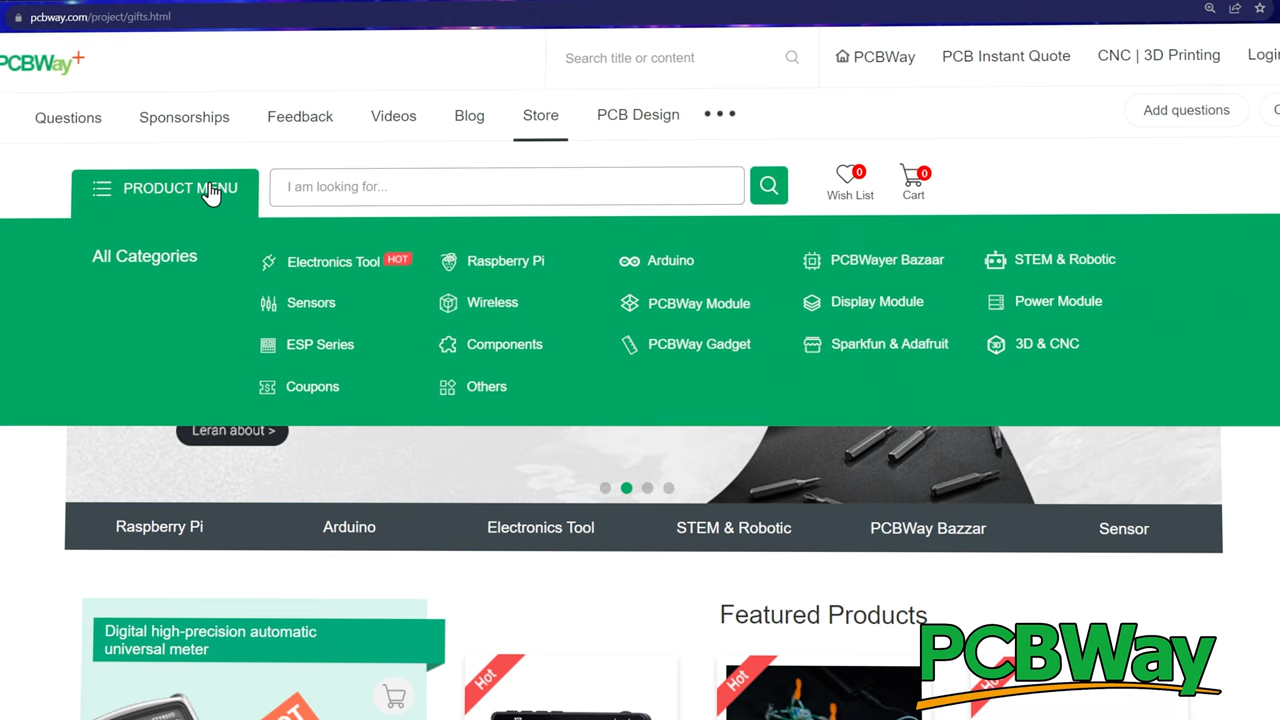 pcbway.com/project/gifts.html
PCBWay+
Search title or content
PCBWay
PCB Instant Quote
CNC | 3D Printing
Questions
Sponsorships
Feedback
Videos
Blog
Store
PCB Design
•••
Add questions
PRODUCT MENU
I am looking for...
0
Wish List
0
Cart
All Categories
Electronics Tool HOT
Raspberry Pi
Arduino
PCBWayer Bazaar
STEM & Robotic
Sensors
Wireless
PCBWay Module
Display Module
Power Module
ESP Series
Components
PCBWay Gadget
Sparkfun & Adafruit
3D & CNC
Coupons
Others
Leran about >
Raspberry Pi
Arduino
Electronics Tool
STEM & Robotic
PCBWay Bazzar
Sensor
Featured Products
Digital high-precision automatic
universal meter
HOT
Hot
Hot
PCBWay